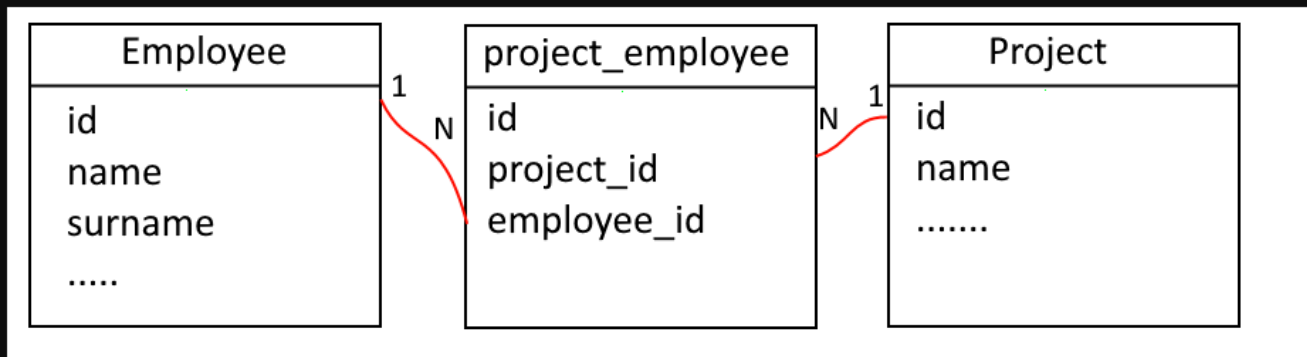 Employee
id
name
surname
.....
1
N
project_employee
id
project_id
employee_id
N
1
Project
id
name
.......